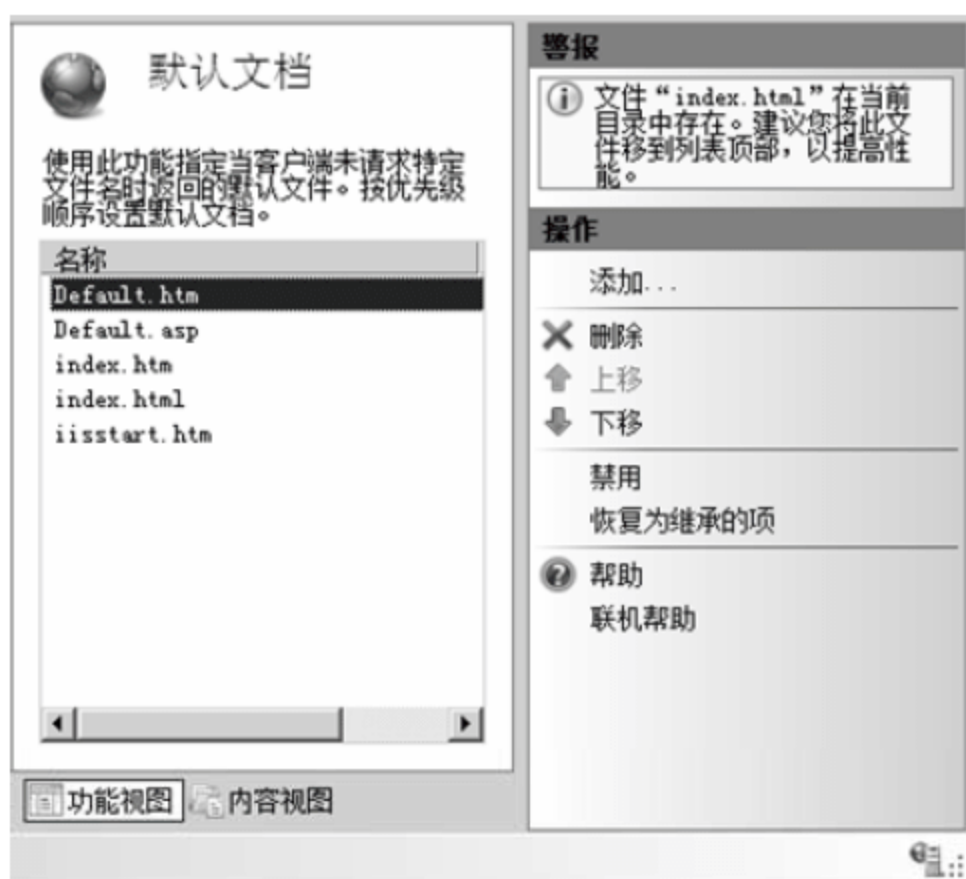 默认文档
使用此功能指定当客户端未请求特定
文件名时返回的默认文件。按优先级
顺序设置默认文档。
名称
Default.htm
Default.asp
index.htm
index.html
iisstart.htm
功能视图
内容视图
警报
文件“index.html”在当前
目录中存在。建议您将此文
件移到列表顶部，以提高性
能。
操作
添加...
删除
上移
下移
禁用
恢复为继承的项
帮助
联机帮助